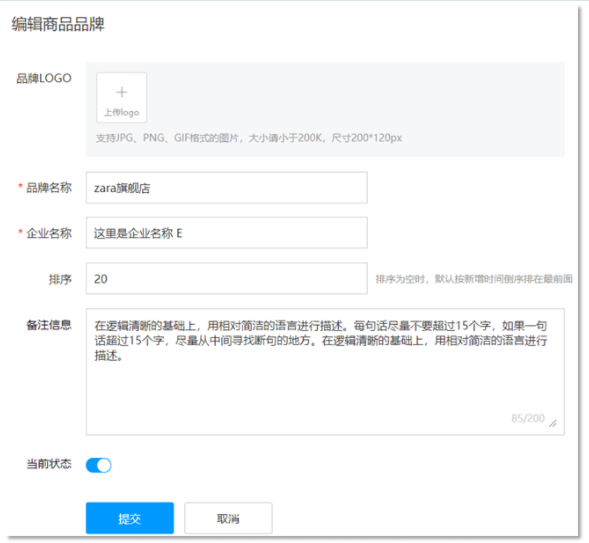 编辑商品品牌
品牌LOGO
+
上传logo
支持JPG、PNG、GIF格式的图片，大小请小于200K，尺寸200*120px
* 品牌名称
zara旗舰店
* 企业名称
这里是企业名称 E
排序
20
排序为空时，默认按新增时间倒序排在最前面
备注信息
在逻辑清晰的基础上，用相对简洁的语言进行描述。每句话尽量不要超过15个字，如果一句
话超过15个字，尽量从中间寻找断句的地方。在逻辑清晰的基础上，用相对简洁的语言进行
描述。
85/200
当前状态
提交
取消